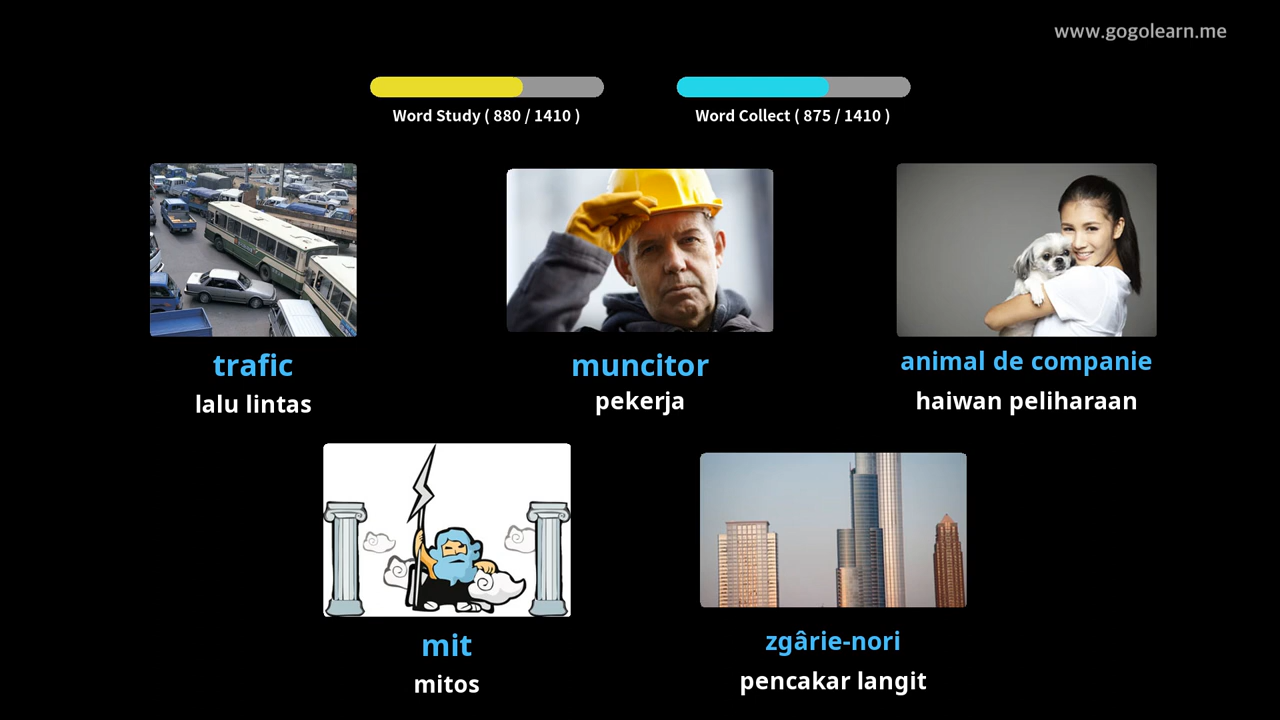 www.gogolearn.me
Word Study ( 880 / 1410 )
Word Collect ( 875 / 1410 )
trafic
lalu lintas
muncitor
pekerja
animal de companie
haiwan peliharaan
mit
mitos
zgârie-nori
pencakar langit